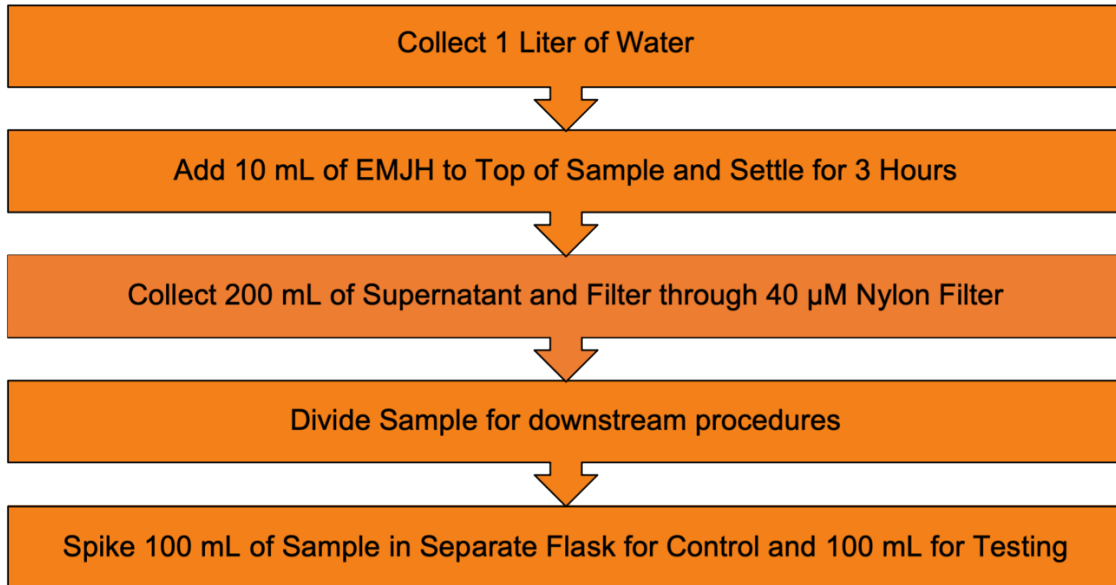 Collect 1 Liter of Water
Add 10 mL of EMJH to Top of Sample and Settle for 3 Hours
Collect 200 mL of Supernatant and Filter through 40 µM Nylon Filter
Divide Sample for downstream procedures
Spike 100 mL of Sample in Separate Flask for Control and 100 mL for Testing